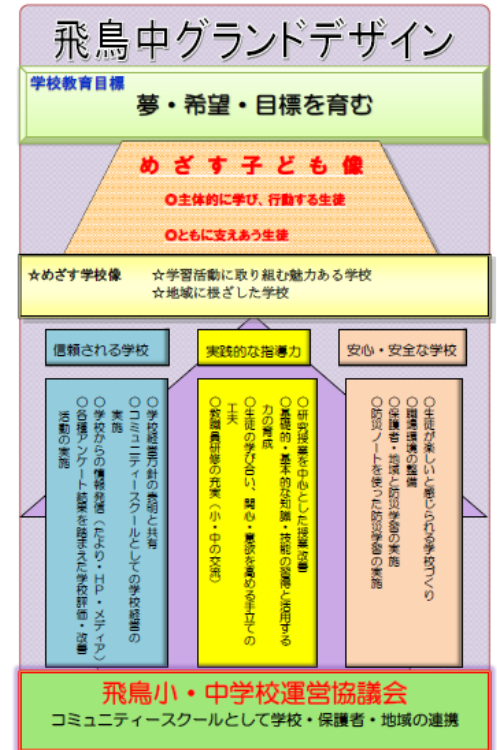 飛鳥中グランドデザイン
学校教育目標
夢・希望・目標を育む
めざす子ども像
○主体的に学び、行動する生徒
○ともに支えあう生徒
☆めざす学校像 ☆学習活動に取り組む魅力ある学校
☆地域に根ざした学校
信頼される学校
○学校経営方針の表明と共有
○コミュニティースクールとしての学校経営の
実施
○学校からの情報発信(たより・HP・メディア)
○各種アンケート結果を踏まえた学校評価・改善
活動の実施
実践的な指導力
○研究授業を中心とした授業改善
○基礎的・基本的な知識・技能の習得と活用する
力の育成
○生徒の学び合い、関心・意欲を高める手立ての
工夫
○教職員研修の充実(小・中の交流)
安心・安全な学校
○生徒が楽しいと感じられる学校づくり
○職場環境の整備
○保護者・地域と防災学習の実施
○防災ノートを使った防災学習の実施
飛鳥小・中学校運営協議会
コミュニティースクールとして学校・保護者・地域の連携